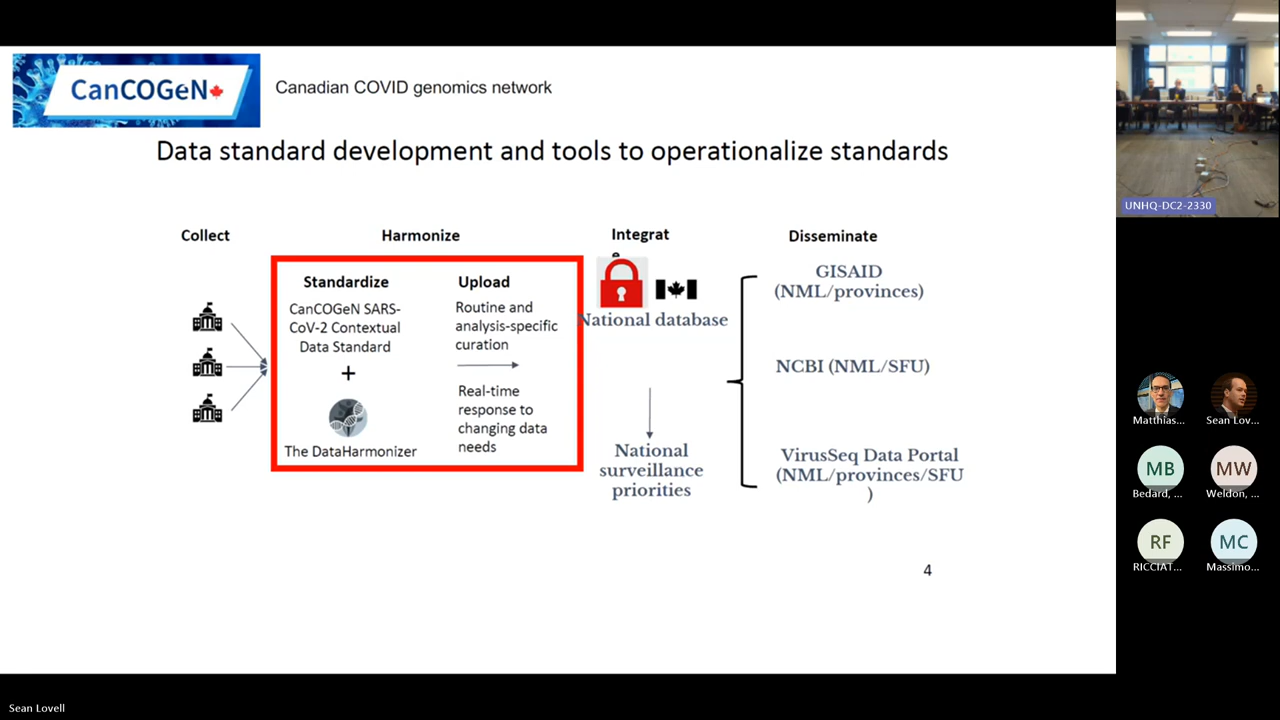 CanCOGeN
Canadian COVID genomics network
UNHQ-DC2-2330
Data standard development and tools to operationalize standards
Collect
Harmonize
Integrat
e
Disseminate
Standardize
CanCOGeN SARS-
CoV-2 Contextual
Data Standard
+
The DataHarmonizer
Upload
Routine and
analysis-specific
curation
Real-time
response to
changing data
needs
National database
National
surveillance
priorities
GISAID
(NML/provinces)
NCBI (NML/SFU)
VirusSeq Data Portal
(NML/provinces/SFU
)
4
Matthias...
Sean Lov...
MB
MW
Bedard, ...
Weldon, ...
RF
MC
RICCIAT...
Massimo...
Sean Lovell